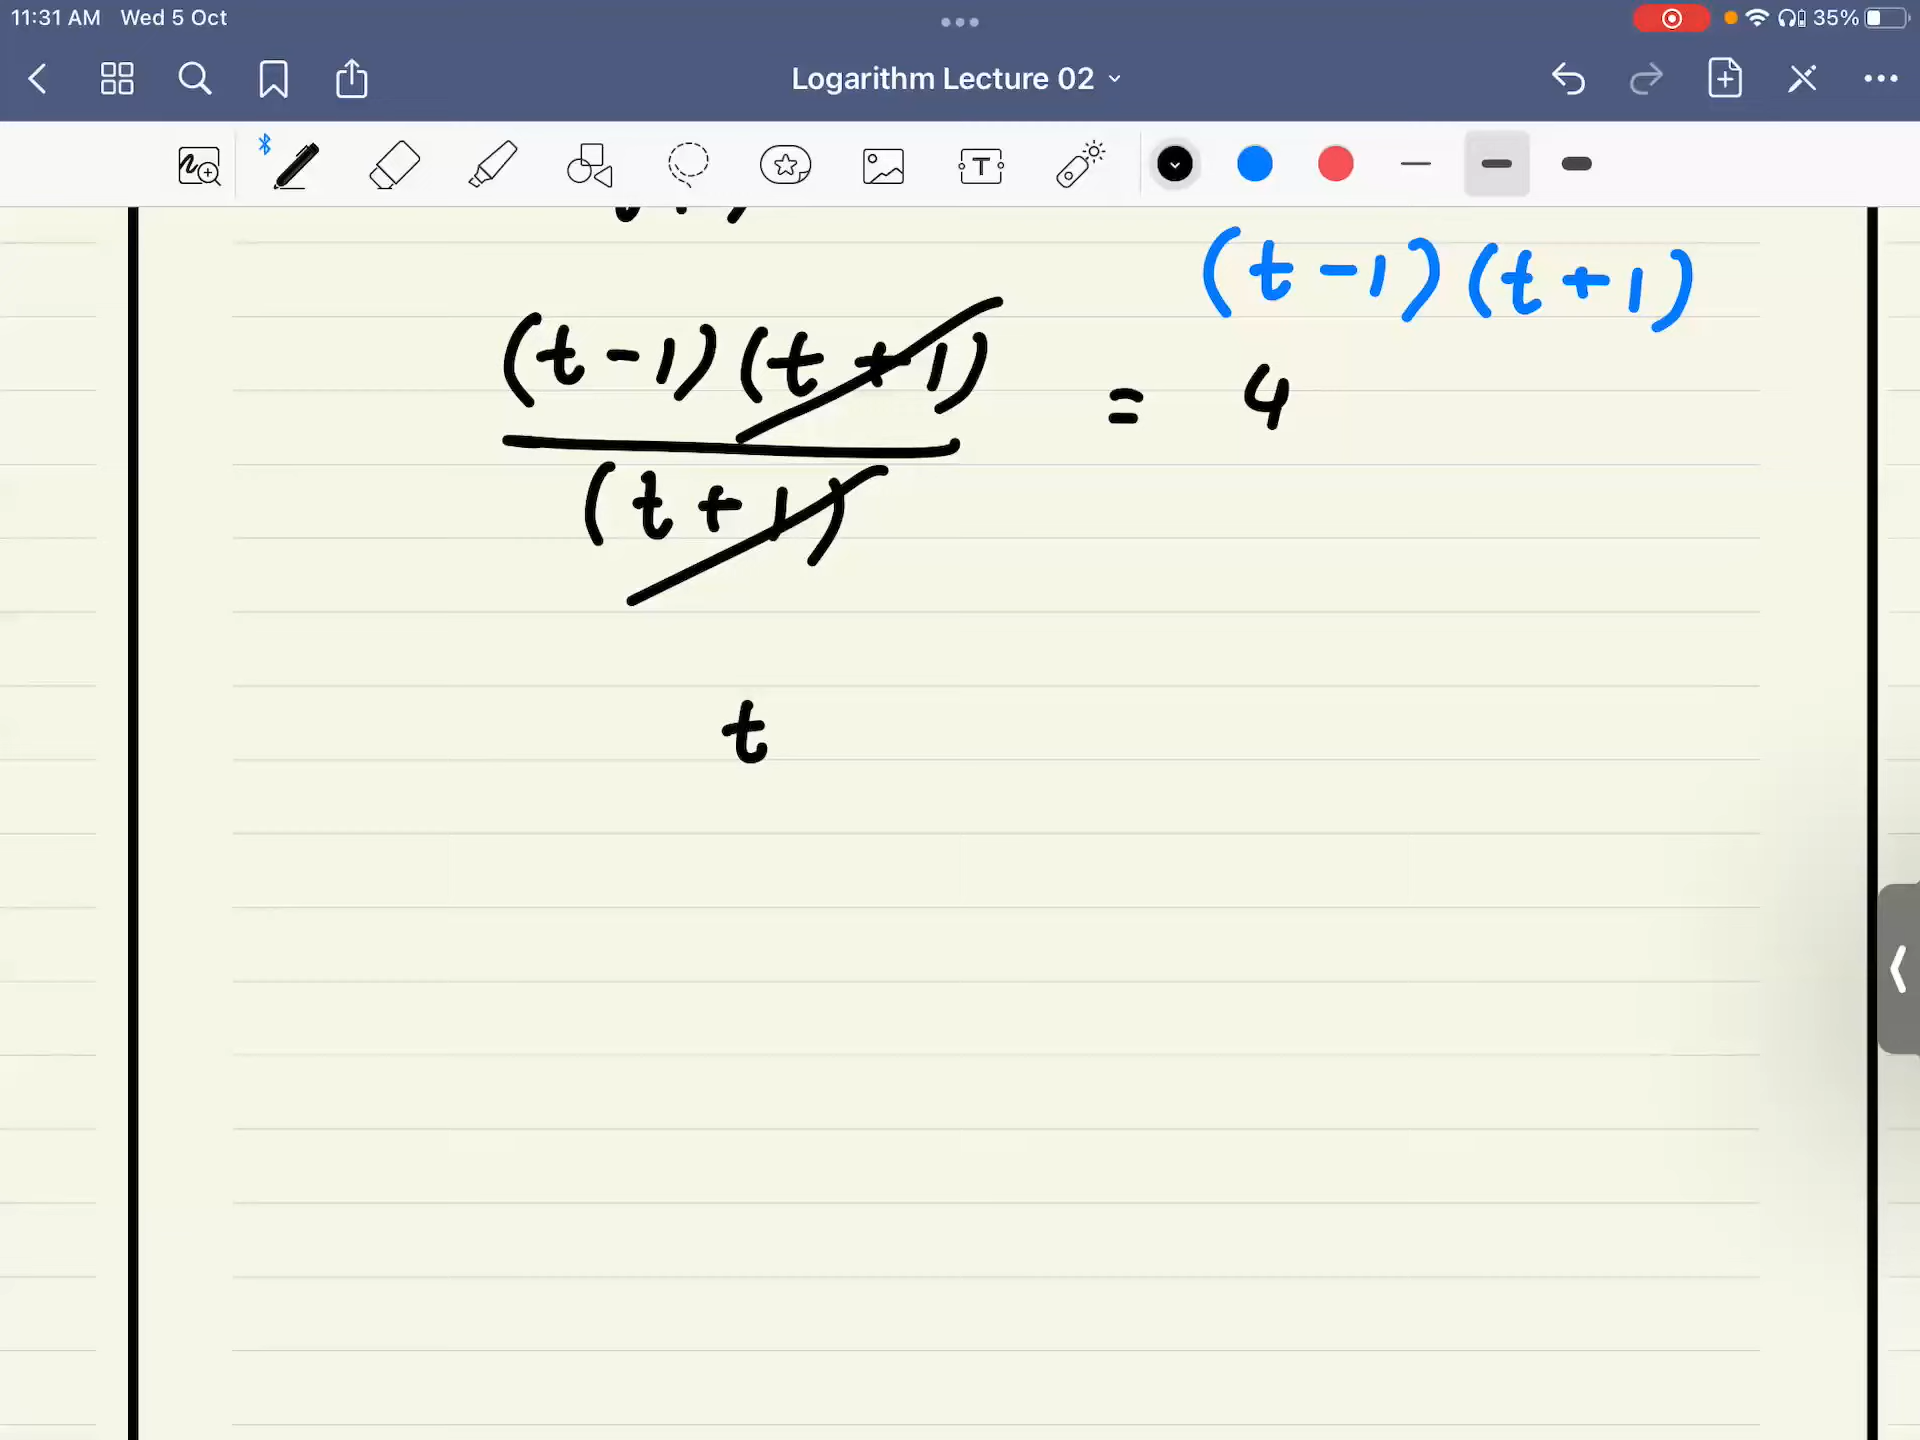 11:31 AM Wed 5 Oct
35%
Logarithm Lecture 02
T
(t-1)(t+1)
(t-1)(t+1)
= 4
(t+1)
t